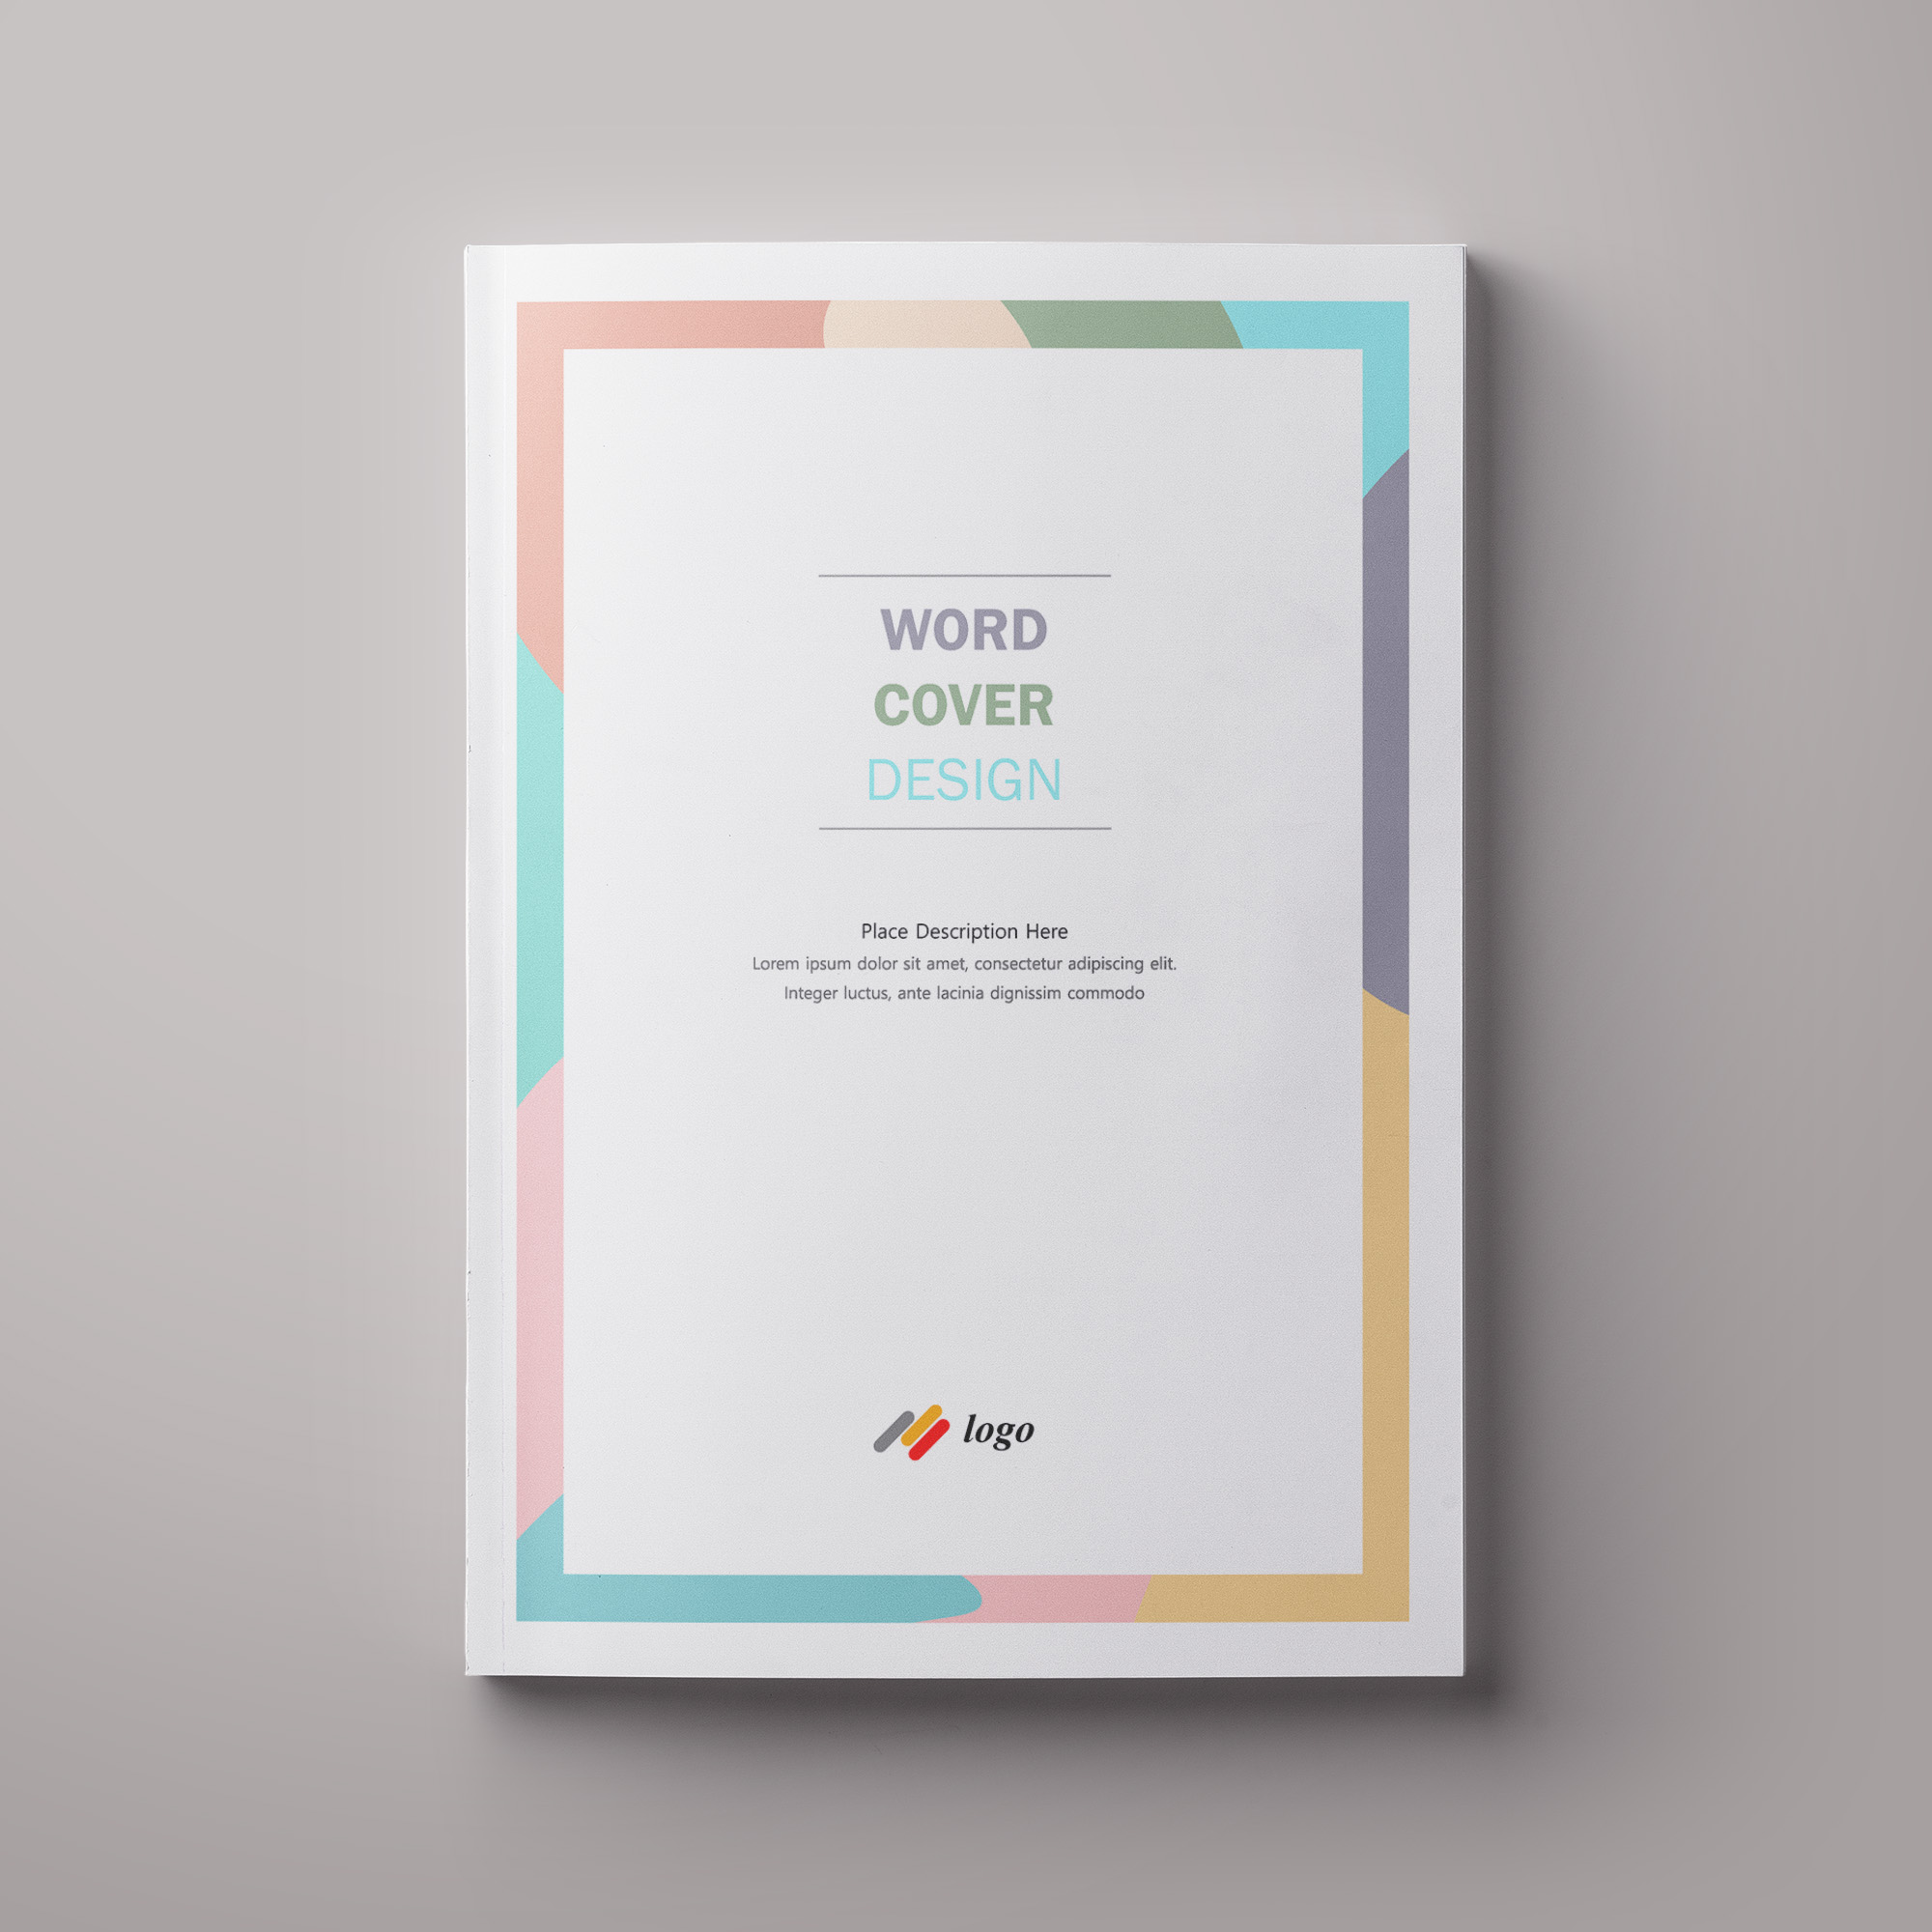 WORD
COVER
DESIGN
Place Description Here
Lorem ipsum dolor sit amet, consectetur adipiscing elit.
Integer luctus, ante lacinia dignissim commodo
logo